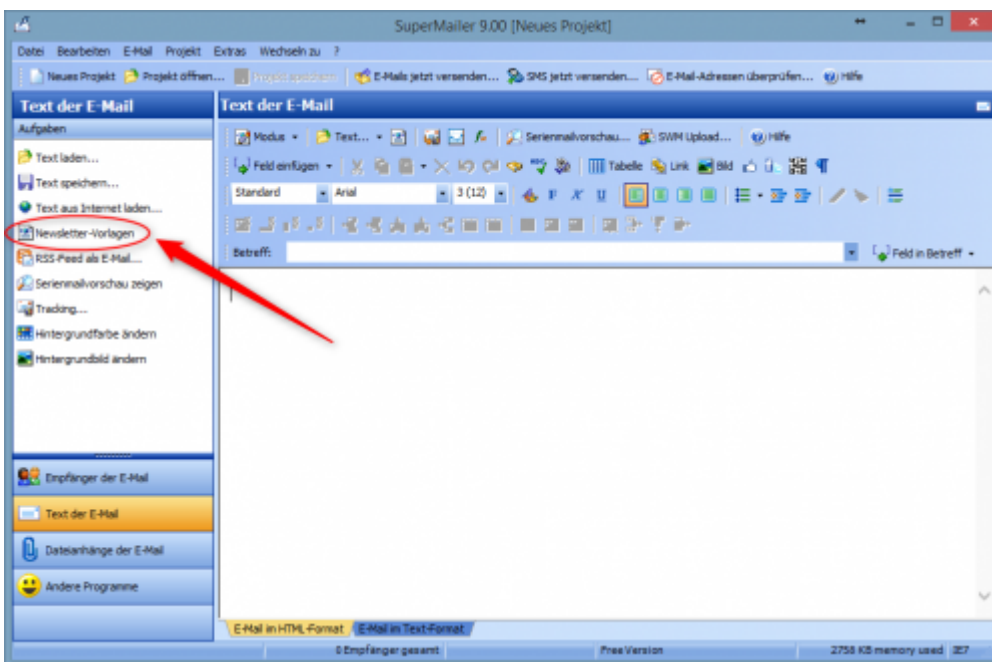 SuperMailer 9.00 [Neues Projekt]
Datei Bearbeiten E-Mail Projekt Extras Wechseln zu ?
Neues Projekt Projekt öffnen... Projekt speichern E-Mails jetzt versenden... SMS jetzt versenden... E-Mail-Adressen überprüfen... Hilfe
Text der E-Mail
Aufgaben
Text laden...
Text speichern...
Text aus Internet laden...
Newsletter-Vorlagen
RSS-Feed als E-Mail...
Serienmailvorschau zeigen
Tracking...
Hintergrundfarbe ändern
Hintergrundbild ändern
Empfänger der E-Mail
Text der E-Mail
Dateianhänge der E-Mail
Andere Programme
Text der E-Mail
Modus Text... Serienmailvorschau... SWM Upload... Hilfe
Feld einfügen Tabelle Link Bild
Standard Arial 3 (12) F K U
Betreff: Feld in Betreff
E-Mail im HTML-Format E-Mail im Text-Format
0 Empfänger gesamt Free Version 2758 KB memory used IE7